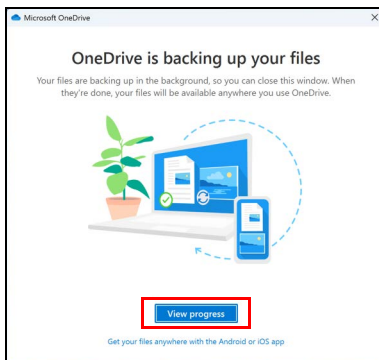 Microsoft OneDrive
OneDrive is backing up your files
Your files are backing up in the background, so you can close this window. When
they're done, your files will be available anywhere you use OneDrive.
View progress
Get your files anywhere with the Android or iOS app